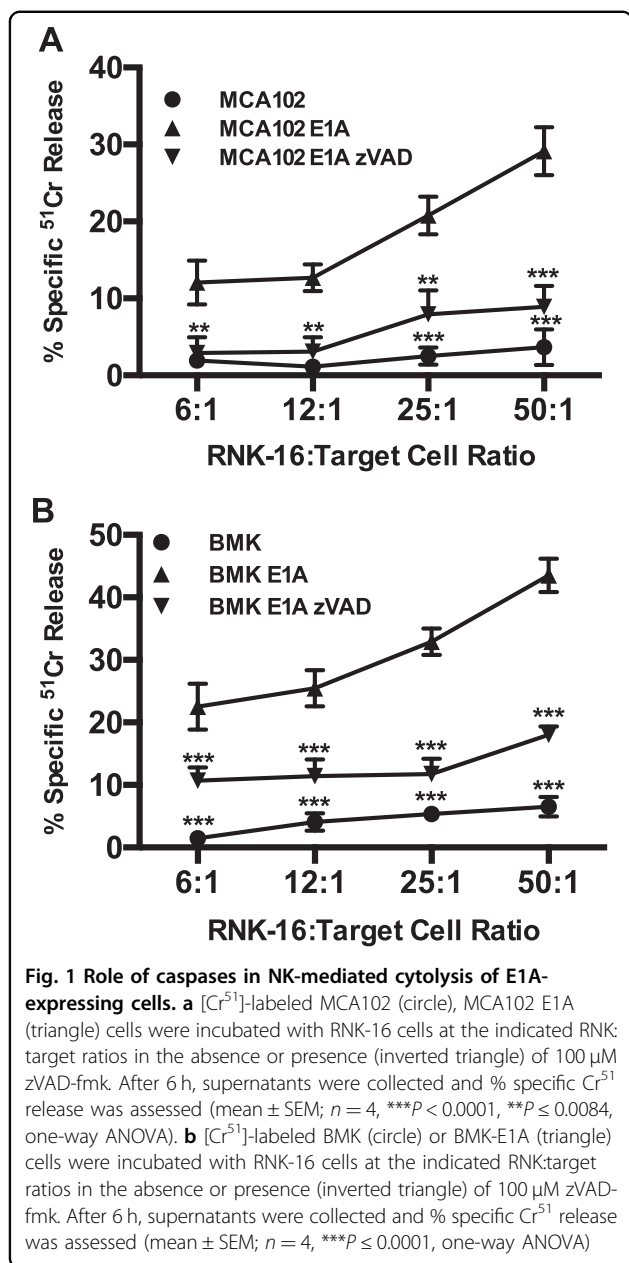 A
40
30
20
10
0
% Specific ⁵¹Cr Release
MCA102
MCA102 E1A
MCA102 E1A zVAD
** ** ** ***
*** ***
6:1 12:1 25:1 50:1
RNK-16:Target Cell Ratio
B
50
40
30
20
10
0
% Specific ⁵¹Cr Release
BMK
BMK E1A
BMK E1A zVAD
*** *** *** ***
*** *** *** ***
6:1 12:1 25:1 50:1
RNK-16:Target Cell Ratio
Fig. 1 Role of caspases in NK-mediated cytolysis of E1A-
expressing cells. a [Cr⁵¹]-labeled MCA102 (circle), MCA102 E1A
(triangle) cells were incubated with RNK-16 cells at the indicated RNK:
target ratios in the absence or presence (inverted triangle) of 100 µM
zVAD-fmk. After 6 h, supernatants were collected and % specific Cr⁵¹
release was assessed (mean ± SEM; n = 4, ***P < 0.0001, **P ≤ 0.0084,
one-way ANOVA). b [Cr⁵¹]-labeled BMK (circle) or BMK-E1A (triangle)
cells were incubated with RNK-16 cells at the indicated RNK:target
ratios in the absence or presence (inverted triangle) of 100 µM zVAD-
fmk. After 6 h, supernatants were collected and % specific Cr⁵¹ release
was assessed (mean ± SEM; n = 4, ***P ≤ 0.0001, one-way ANOVA)